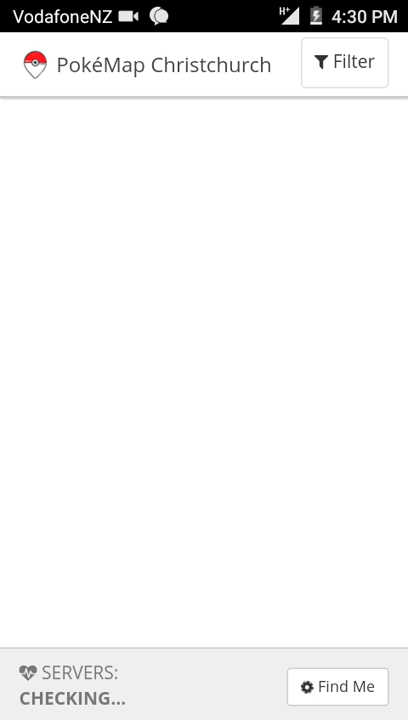 VodafoneNZ H+ 4:30 PM
PokéMap Christchurch Filter
SERVERS:
CHECKING...
Find Me